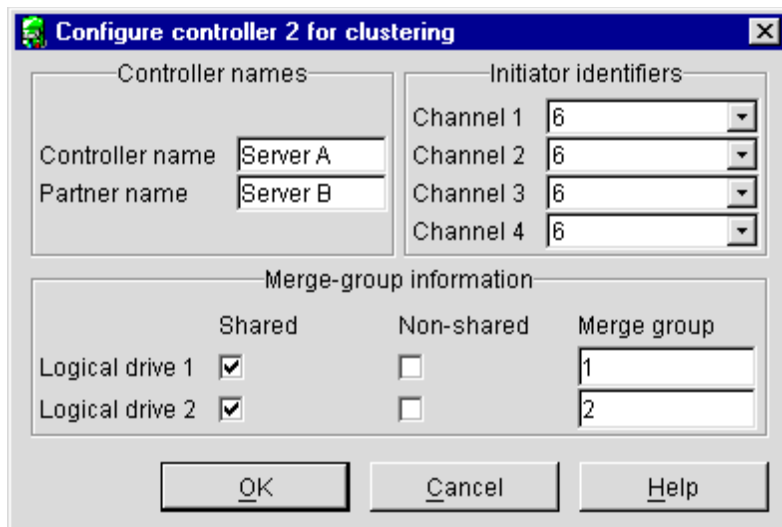 Configure controller 2 for clustering
Controller names
Initiator identifiers
Channel 1 6
Controller name Server A
Channel 2 6
Partner name Server B
Channel 3 6
Channel 4 6
Merge-group information
Shared Non-shared Merge group
Logical drive 1 1
Logical drive 2 2
OK Cancel Help